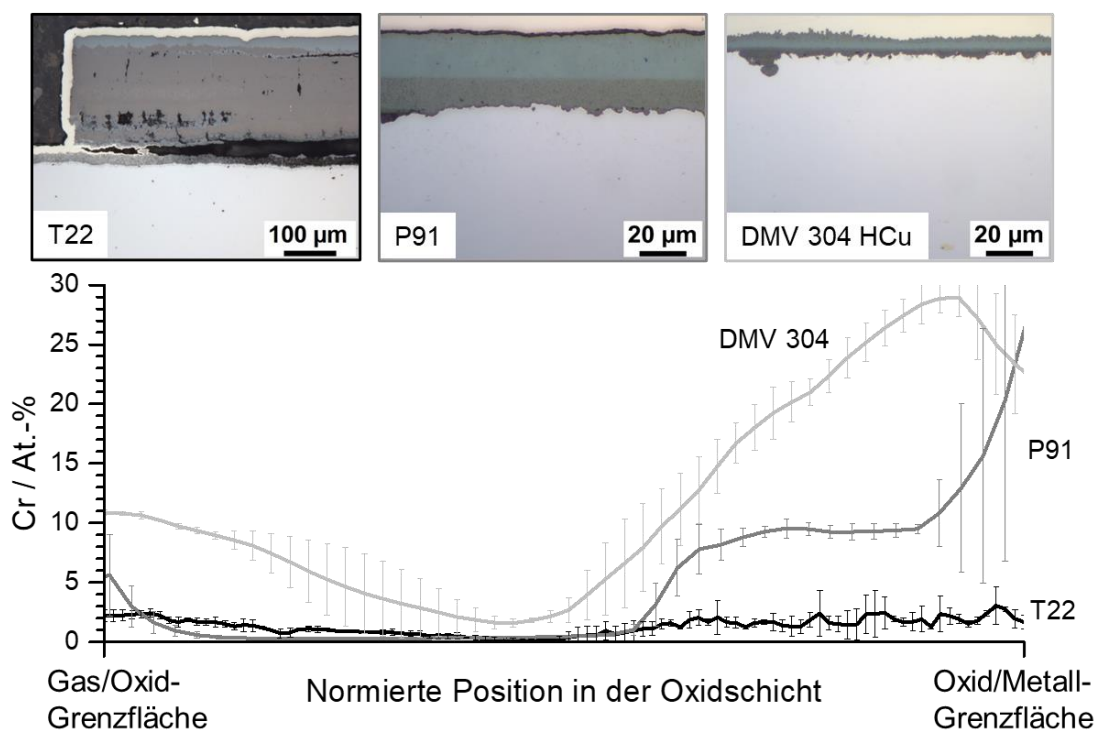 T22
100 µm
P91
20 µm
DMV 304 HCu
20 µm
Cr / At.-%
30
25
20
15
10
5
0
DMV 304
P91
T22
Gas/Oxid-
Grenzfläche
Normierte Position in der Oxidschicht
Oxid/Metall-
Grenzfläche